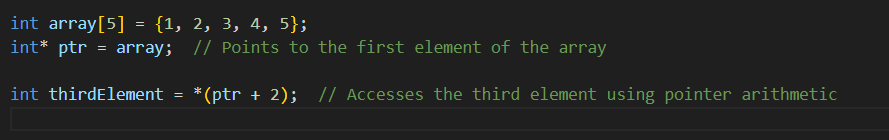 int array[5] = {1, 2, 3, 4, 5};
int* ptr = array;  // Points to the first element of the array
int thirdElement = *(ptr + 2);  // Accesses the third element using pointer arithmetic